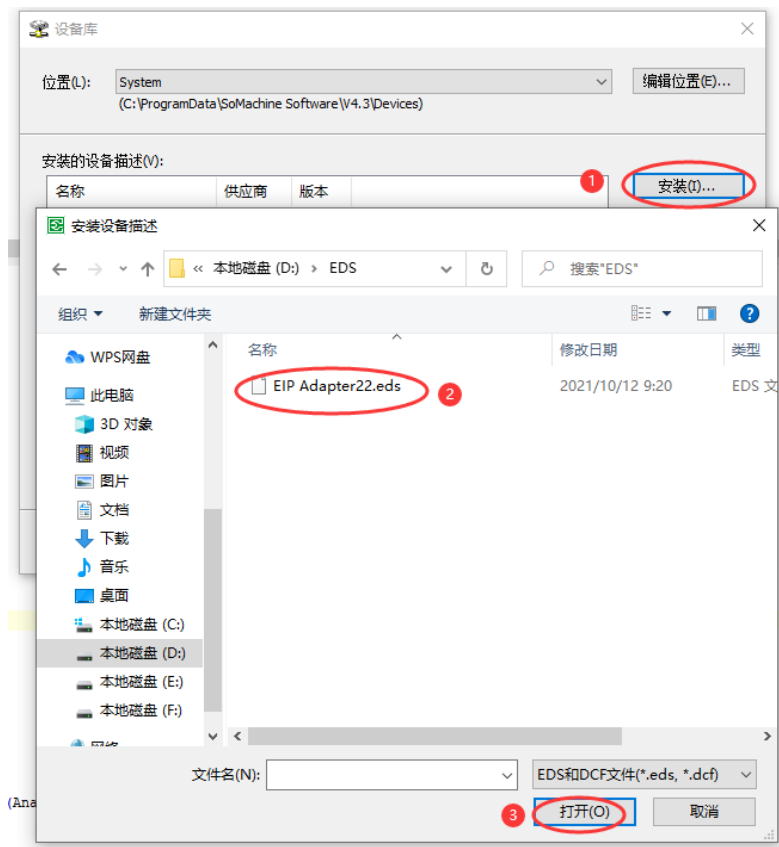 设备库
位置(L): System 编辑位置(E)...
(C:\ProgramData\SoMachine Software\V4.3\Devices)
安装的设备描述(V):
名称 供应商 版本 1 安装(I)...
安装设备描述
« 本地磁盘 (D:) › EDS 搜索"EDS"
组织 新建文件夹 ?
名称 修改日期 类型
WPS网盘
EIP Adapter22.eds 2 2021/10/12 9:20 EDS 文
此电脑
3D 对象
视频
图片
文档
下载
音乐
桌面
本地磁盘 (C:)
本地磁盘 (D:)
本地磁盘 (E:)
本地磁盘 (F:)
文件名(N): EDS和DCF文件(*.eds, *.dcf)
(Ana 3 打开(O) 取消